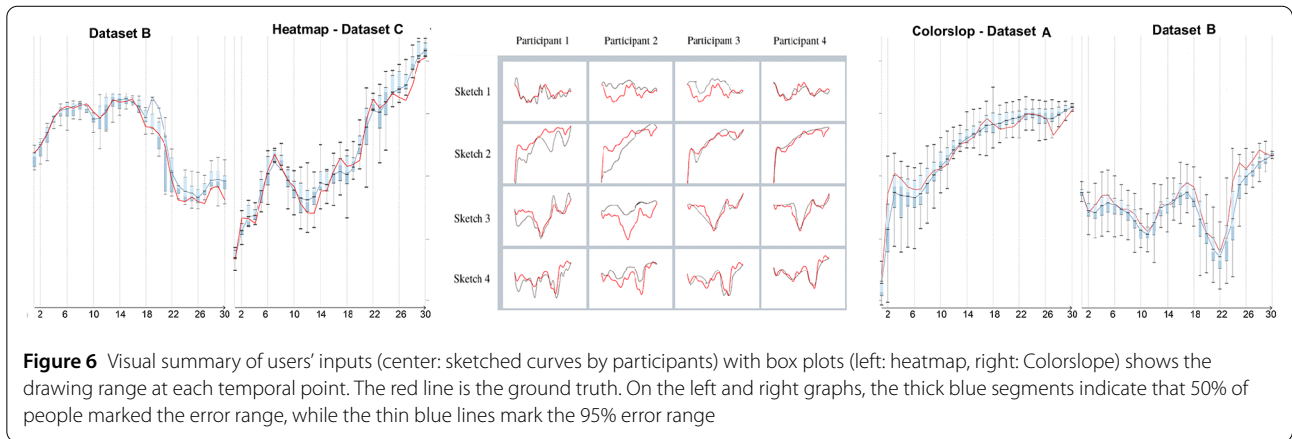 Dataset B
Heatmap - Dataset C
2 6 10 14 18 22 26 30
2 6 10 14 18 22 26 30
Participant 1 Participant 2 Participant 3 Participant 4
Sketch 1
Sketch 2
Sketch 3
Sketch 4
Colorslop - Dataset A
Dataset B
2 6 10 14 18 22 26 30
2 6 10 14 18 22 26 30
Figure 6 Visual summary of users' inputs (center: sketched curves by participants) with box plots (left: heatmap, right: Colorslope) shows the
drawing range at each temporal point. The red line is the ground truth. On the left and right graphs, the thick blue segments indicate that 50% of
people marked the error range, while the thin blue lines mark the 95% error range